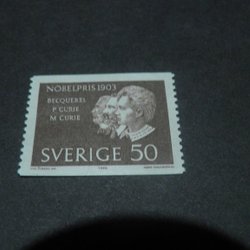 NOBELPRIS 1903
BECQUEREL
P CURIE
M CURIE
SVERIGE 50